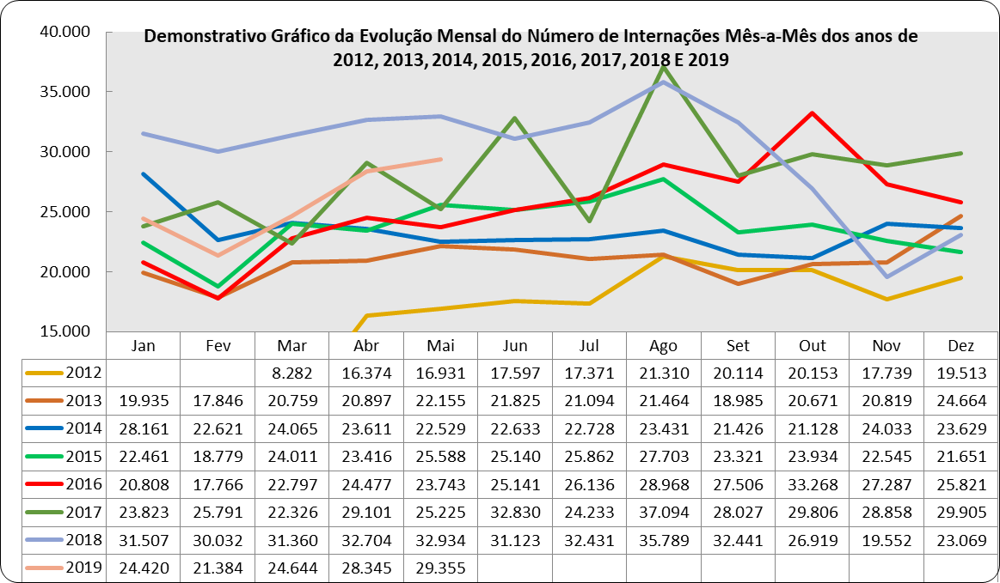 Demonstrativo Gráfico da Evolução Mensal do Número de Internações Mês-a-Mês dos anos de
2012, 2013, 2014, 2015, 2016, 2017, 2018 E 2019
40.000
35.000
30.000
25.000
20.000
15.000
Jan Fev Mar Abr Mai Jun Jul Ago Set Out Nov Dez
2012 8.282 16.374 16.931 17.597 17.371 21.310 20.114 20.153 17.739 19.513
2013 19.935 17.846 20.759 20.897 22.155 21.825 21.094 21.464 18.985 20.671 20.819 24.664
2014 28.161 22.621 24.065 23.611 22.529 22.633 22.728 23.431 21.426 21.128 24.033 23.629
2015 22.461 18.779 24.011 23.416 25.588 25.140 25.862 27.703 23.321 23.934 22.545 21.651
2016 20.808 17.766 22.797 24.477 23.743 25.141 26.136 28.968 27.506 33.268 27.287 25.821
2017 23.823 25.791 22.326 29.101 25.225 32.830 24.233 37.094 28.027 29.806 28.858 29.905
2018 31.507 30.032 31.360 32.704 32.934 31.123 32.431 35.789 32.441 26.919 19.552 23.069
2019 24.420 21.384 24.644 28.345 29.355